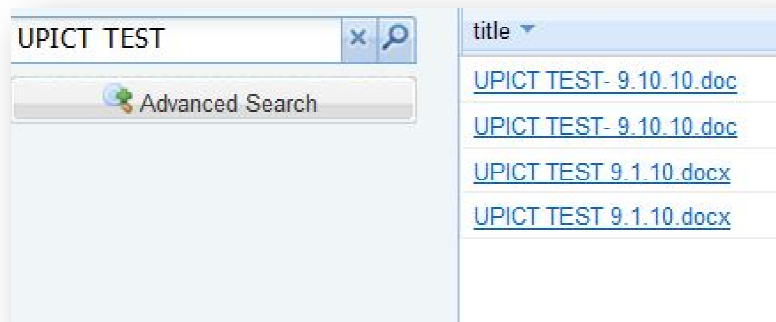 UPICT TEST
Advanced Search
title
UPICT TEST- 9.10.10.doc
UPICT TEST- 9.10.10.doc
UPICT TEST 9.1.10.docx
UPICT TEST 9.1.10.docx